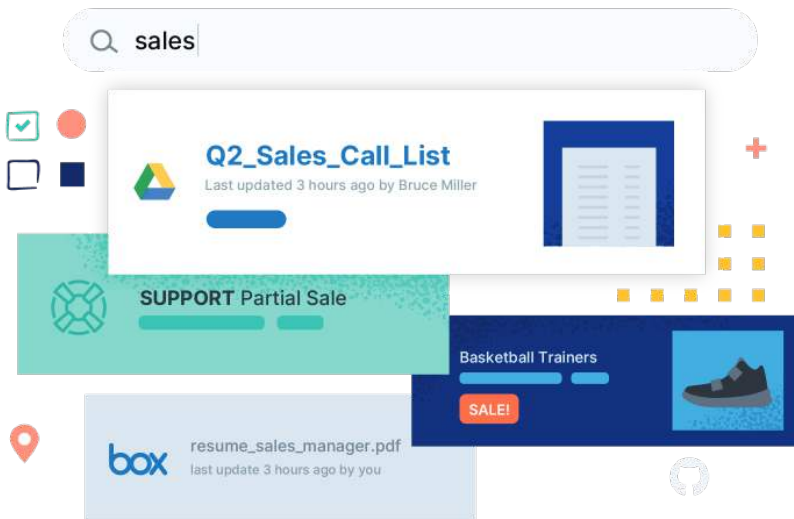 sales
Q2_Sales_Call_List
Last updated 3 hours ago by Bruce Miller
SUPPORT Partial Sale
Basketball Trainers
SALE!
box
resume_sales_manager.pdf
last update 3 hours ago by you